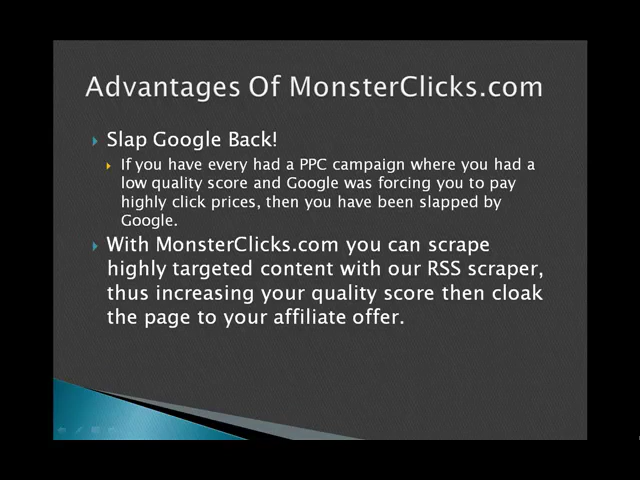 Advantages Of MonsterClicks.com
Slap Google Back!
If you have every had a PPC campaign where you had a
low quality score and Google was forcing you to pay
highly click prices, then you have been slapped by
Google.
With MonsterClicks.com you can scrape
highly targeted content with our RSS scraper,
thus increasing your quality score then cloak
the page to your affiliate offer.